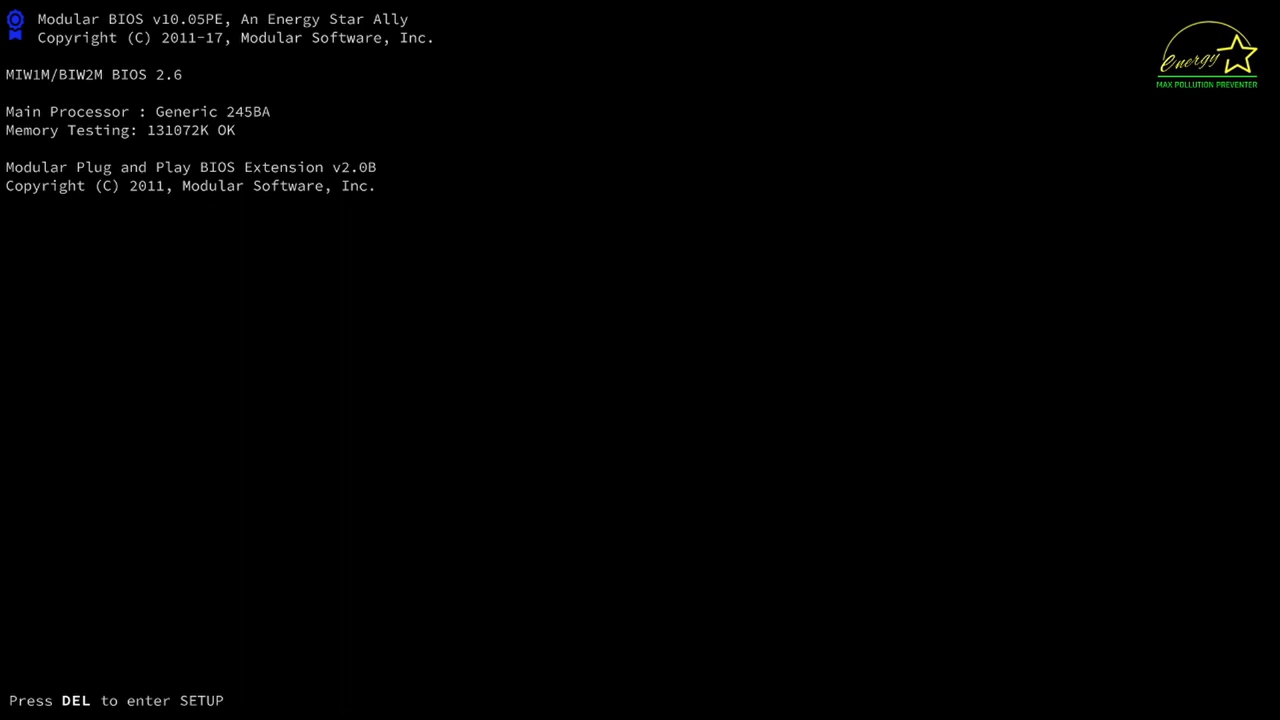 Modular BIOS v10.05PE, An Energy Star Ally
Copyright (C) 2011-17, Modular Software, Inc.
Energy
MAX POLLUTION PREVENTER
MIW1M/BIW2M BIOS 2.6
Main Processor : Generic 245BA
Memory Testing: 131072K OK
Modular Plug and Play BIOS Extension v2.0B
Copyright (C) 2011, Modular Software, Inc.
Press DEL to enter SETUP